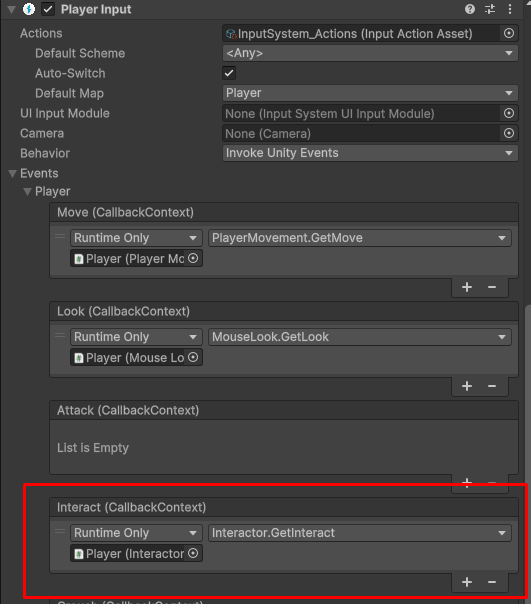 Player Input
Actions InputSystem_Actions (Input Action Asset)
Default Scheme <Any>
Auto-Switch
Default Map Player
UI Input Module None (Input System UI Input Module)
Camera None (Camera)
Behavior Invoke Unity Events
Events
Player
Move (CallbackContext)
Runtime Only PlayerMovement.GetMove
Player (Player Mo
Look (CallbackContext)
Runtime Only MouseLook.GetLook
Player (Mouse Lo
Attack (CallbackContext)
List is Empty
Interact (CallbackContext)
Runtime Only Interactor.GetInteract
Player (Interactor
Crouch (CallbackContext)